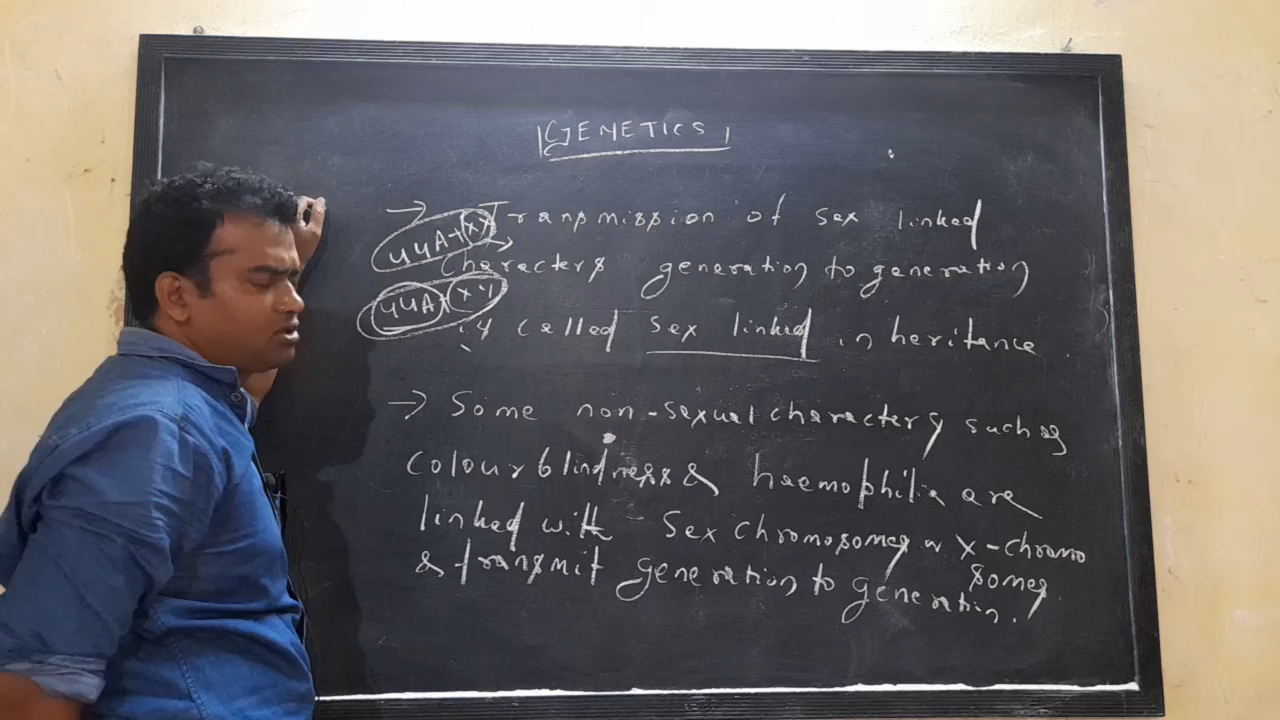 GENETICS
→ Transmission of sex linked
44A+XX
Characters generation to generation
44A+XY
is called sex linked inheritance
→ Some non-sexual characters such as
Colour blindness & haemophilia are
linked with Sex chromosomes or X-chromo
somes
& transmit generation to generation.